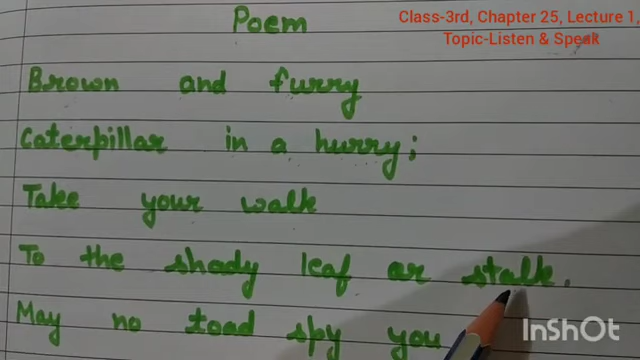 Poem
Class-3rd, Chapter 25, Lecture 1,
Topic-Listen & Speak
Brown and furry
Caterpillar in a hurry;
Take your walk
To the shady leaf or stalk.
May no toad spy you
InShOt